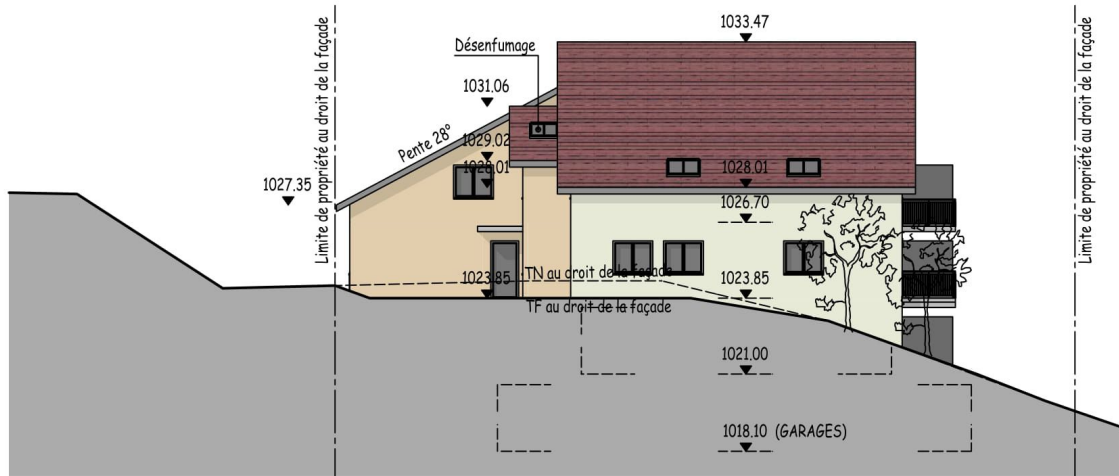 1033.47
Désenfumage
1031.06
Limite de propriété au droit de la façade
Limite de propriété au droit de la façade
Pente 28°
1029.02
1028.01
1028.01
1027.35
1026.70
1023.85
TN au droit de la façade
1023.85
TF au droit de la façade
1021.00
1018.10 (GARAGES)